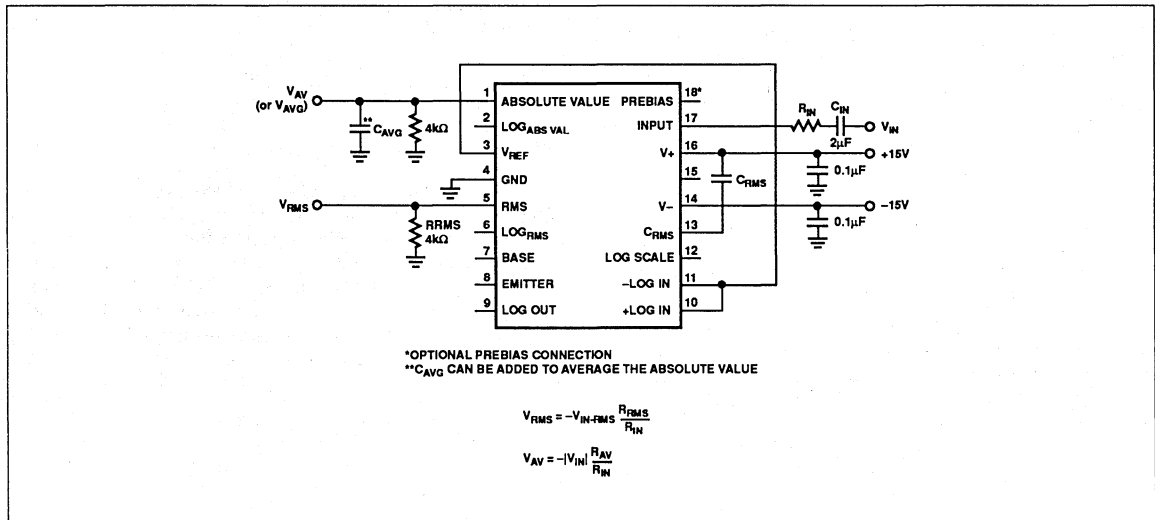 V_AV
(or V_AVG)
**
C_AVG
4kΩ
V_RMS
RRMS
4kΩ
1 ABSOLUTE VALUE
2 LOG_ABS VAL
3 V_REF
4 GND
5 RMS
6 LOG_RMS
7 BASE
8 EMITTER
9 LOG OUT
PREBIAS 18*
INPUT 17
V+ 16
15
V– 14
C_RMS 13
LOG SCALE 12
–LOG IN 11
+LOG IN 10
C_RMS
R_IN
C_IN
2μF
V_IN
+15V
0.1μF
–15V
0.1μF
*OPTIONAL PREBIAS CONNECTION
**C_AVG CAN BE ADDED TO AVERAGE THE ABSOLUTE VALUE
V_RMS = –V_IN-RMS R_RMS / R_IN
V_AV = –|V_IN| R_AV / R_IN